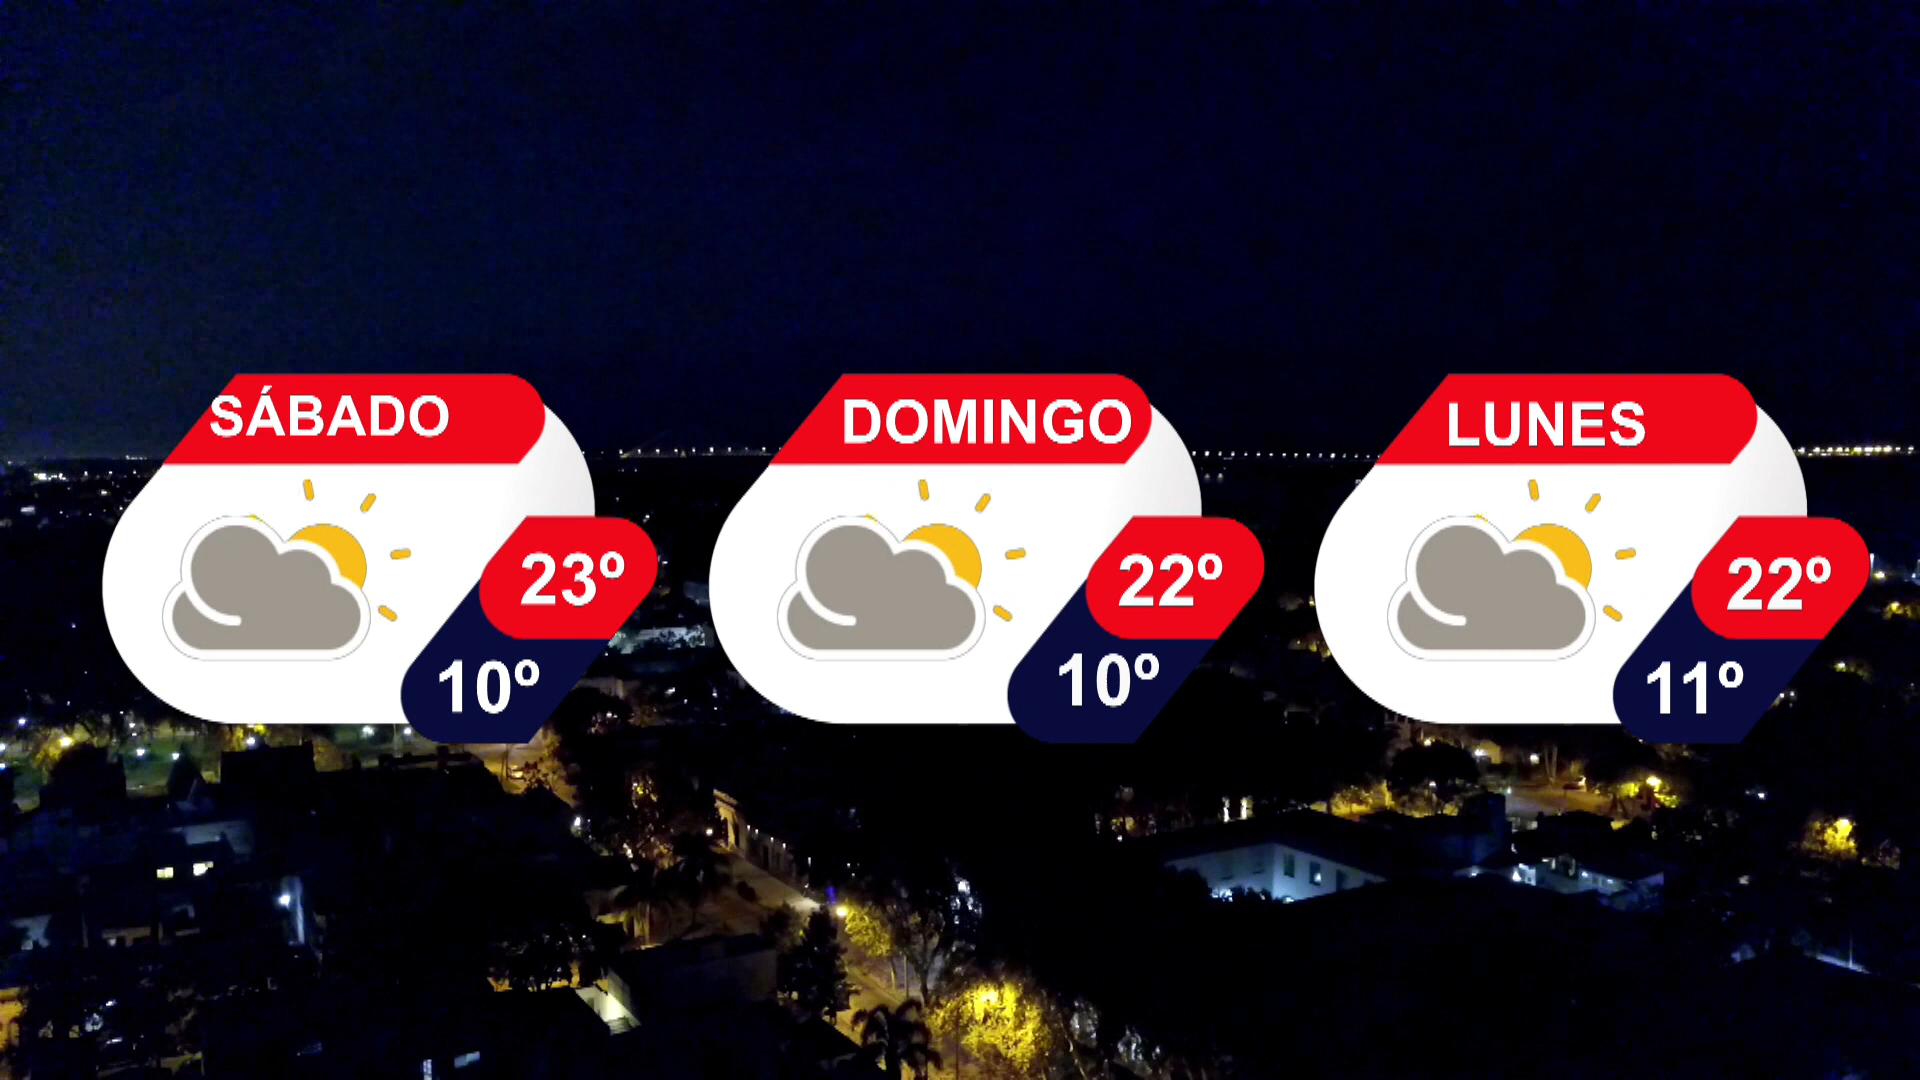 SÁBADO
23º
10º
DOMINGO
22º
10º
LUNES
22º
11º